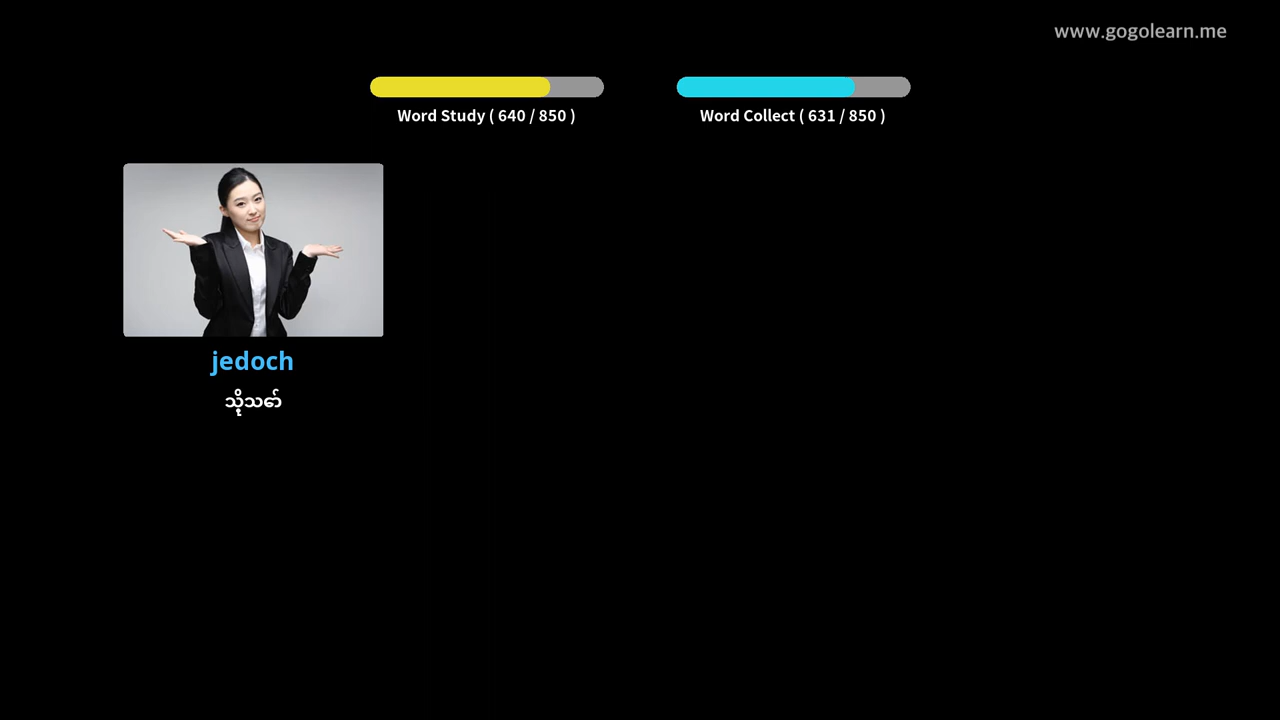 www.gogolearn.me
Word Study ( 640 / 850 )
Word Collect ( 631 / 850 )
jedoch
သို့သော်